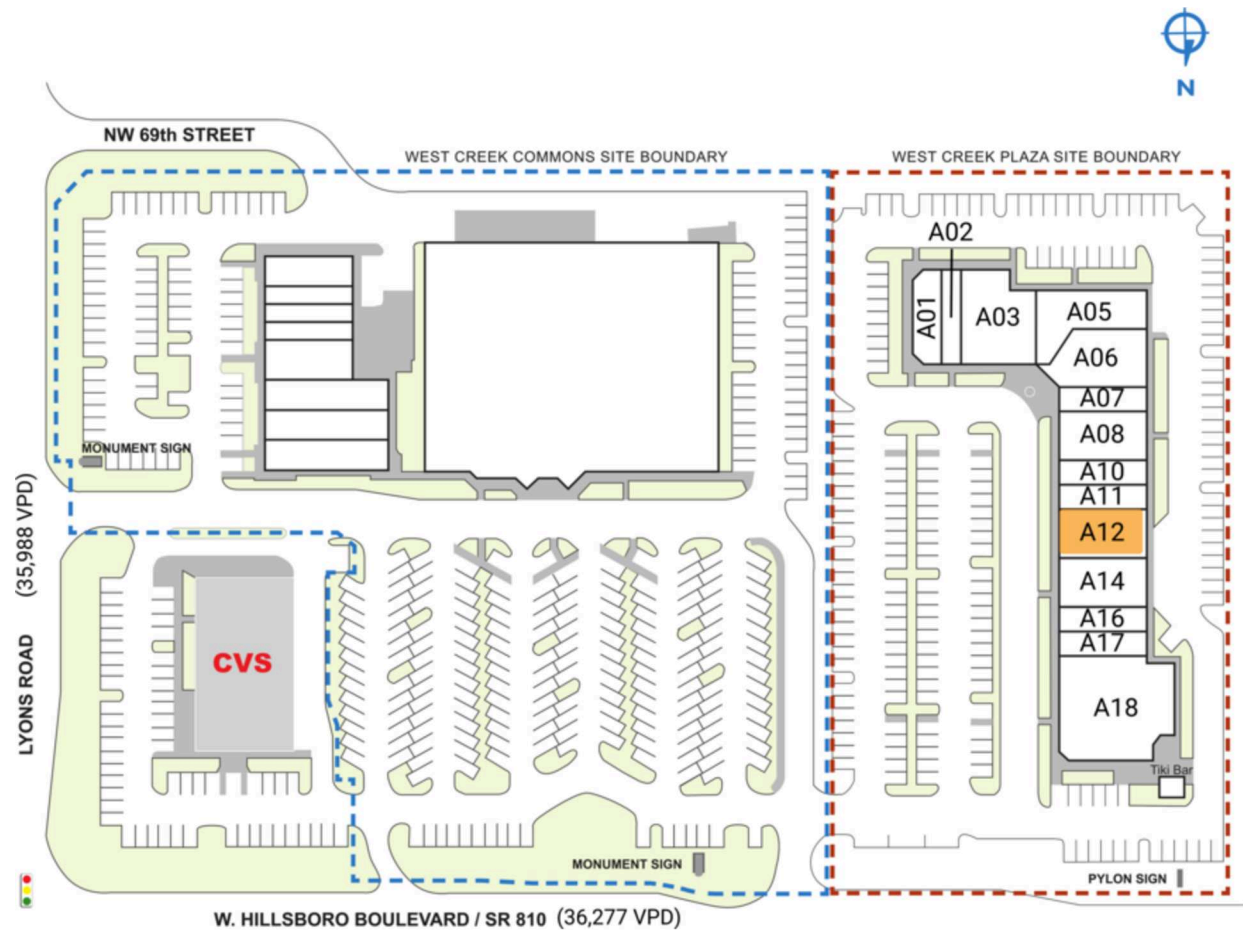 N
NW 69th STREET
WEST CREEK COMMONS SITE BOUNDARY
WEST CREEK PLAZA SITE BOUNDARY
A02
A01
A03
A05
A06
A07
A08
A10
A11
A12
A14
A16
A17
A18
Tiki Bar
MONUMENT SIGN
LYONS ROAD (35,988 VPD)
CVS
MONUMENT SIGN
PYLON SIGN
W. HILLSBORO BOULEVARD / SR 810 (36,277 VPD)